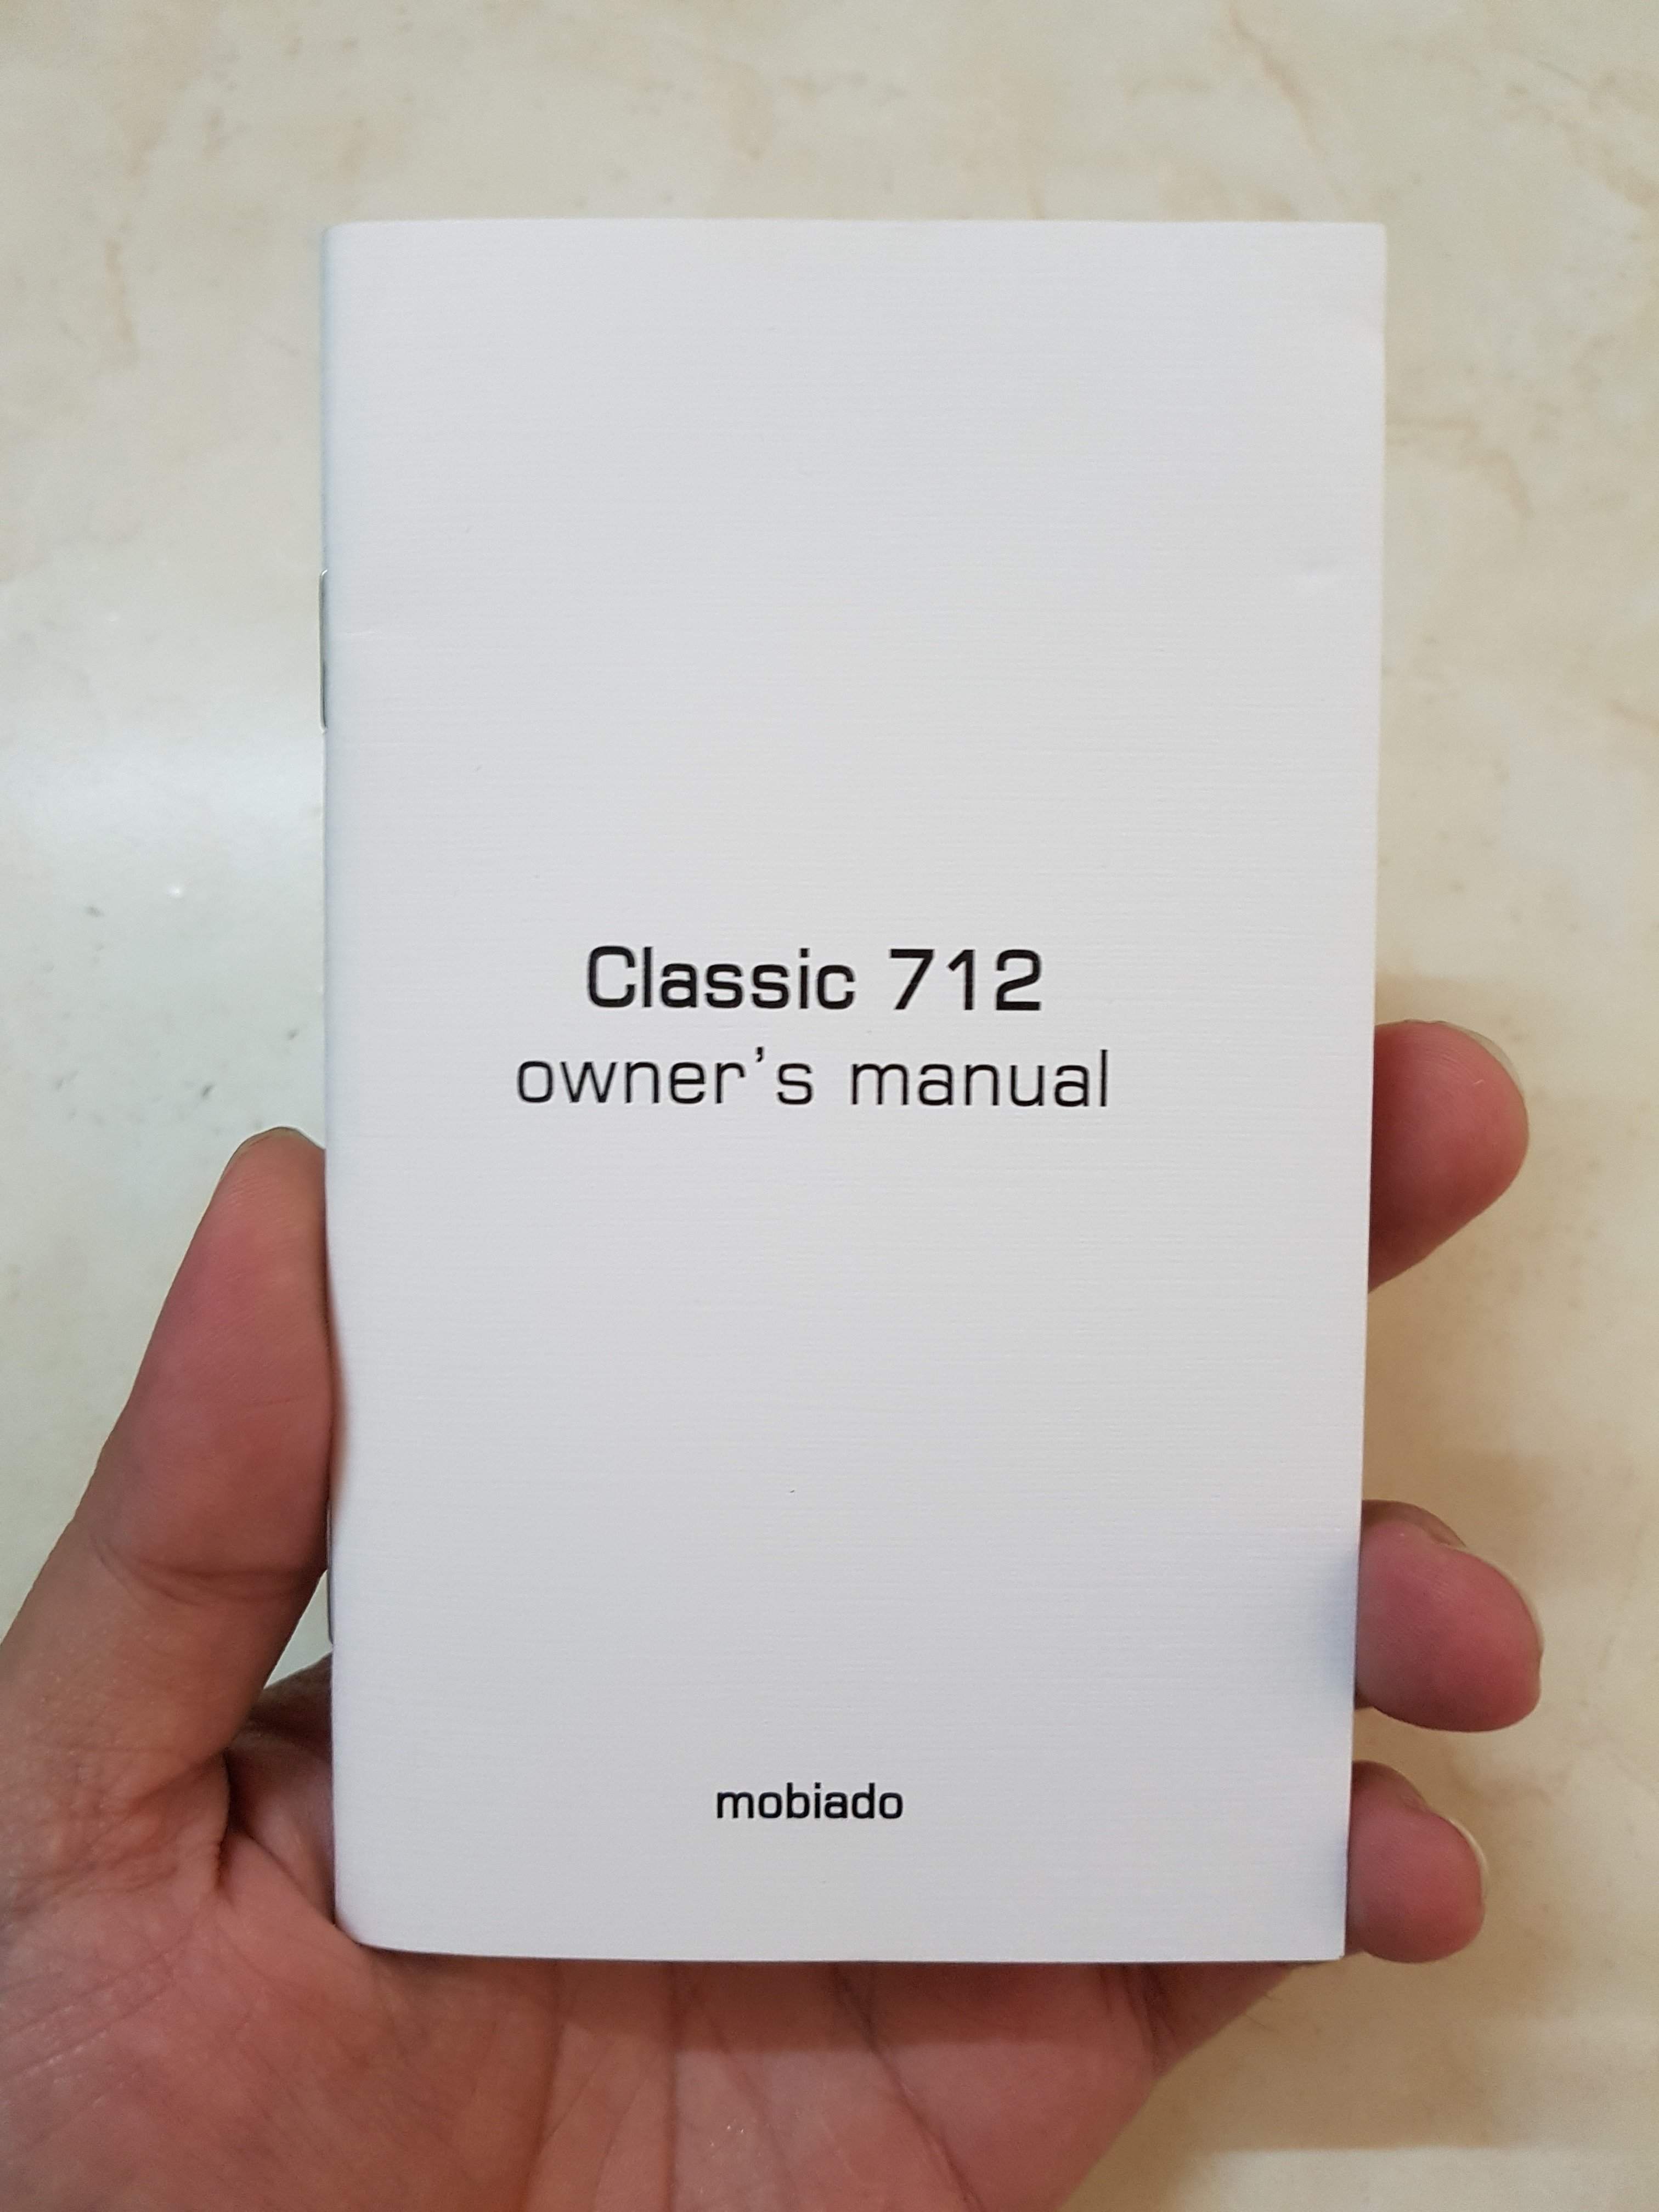 Classic 712
owner's manual
mobiado